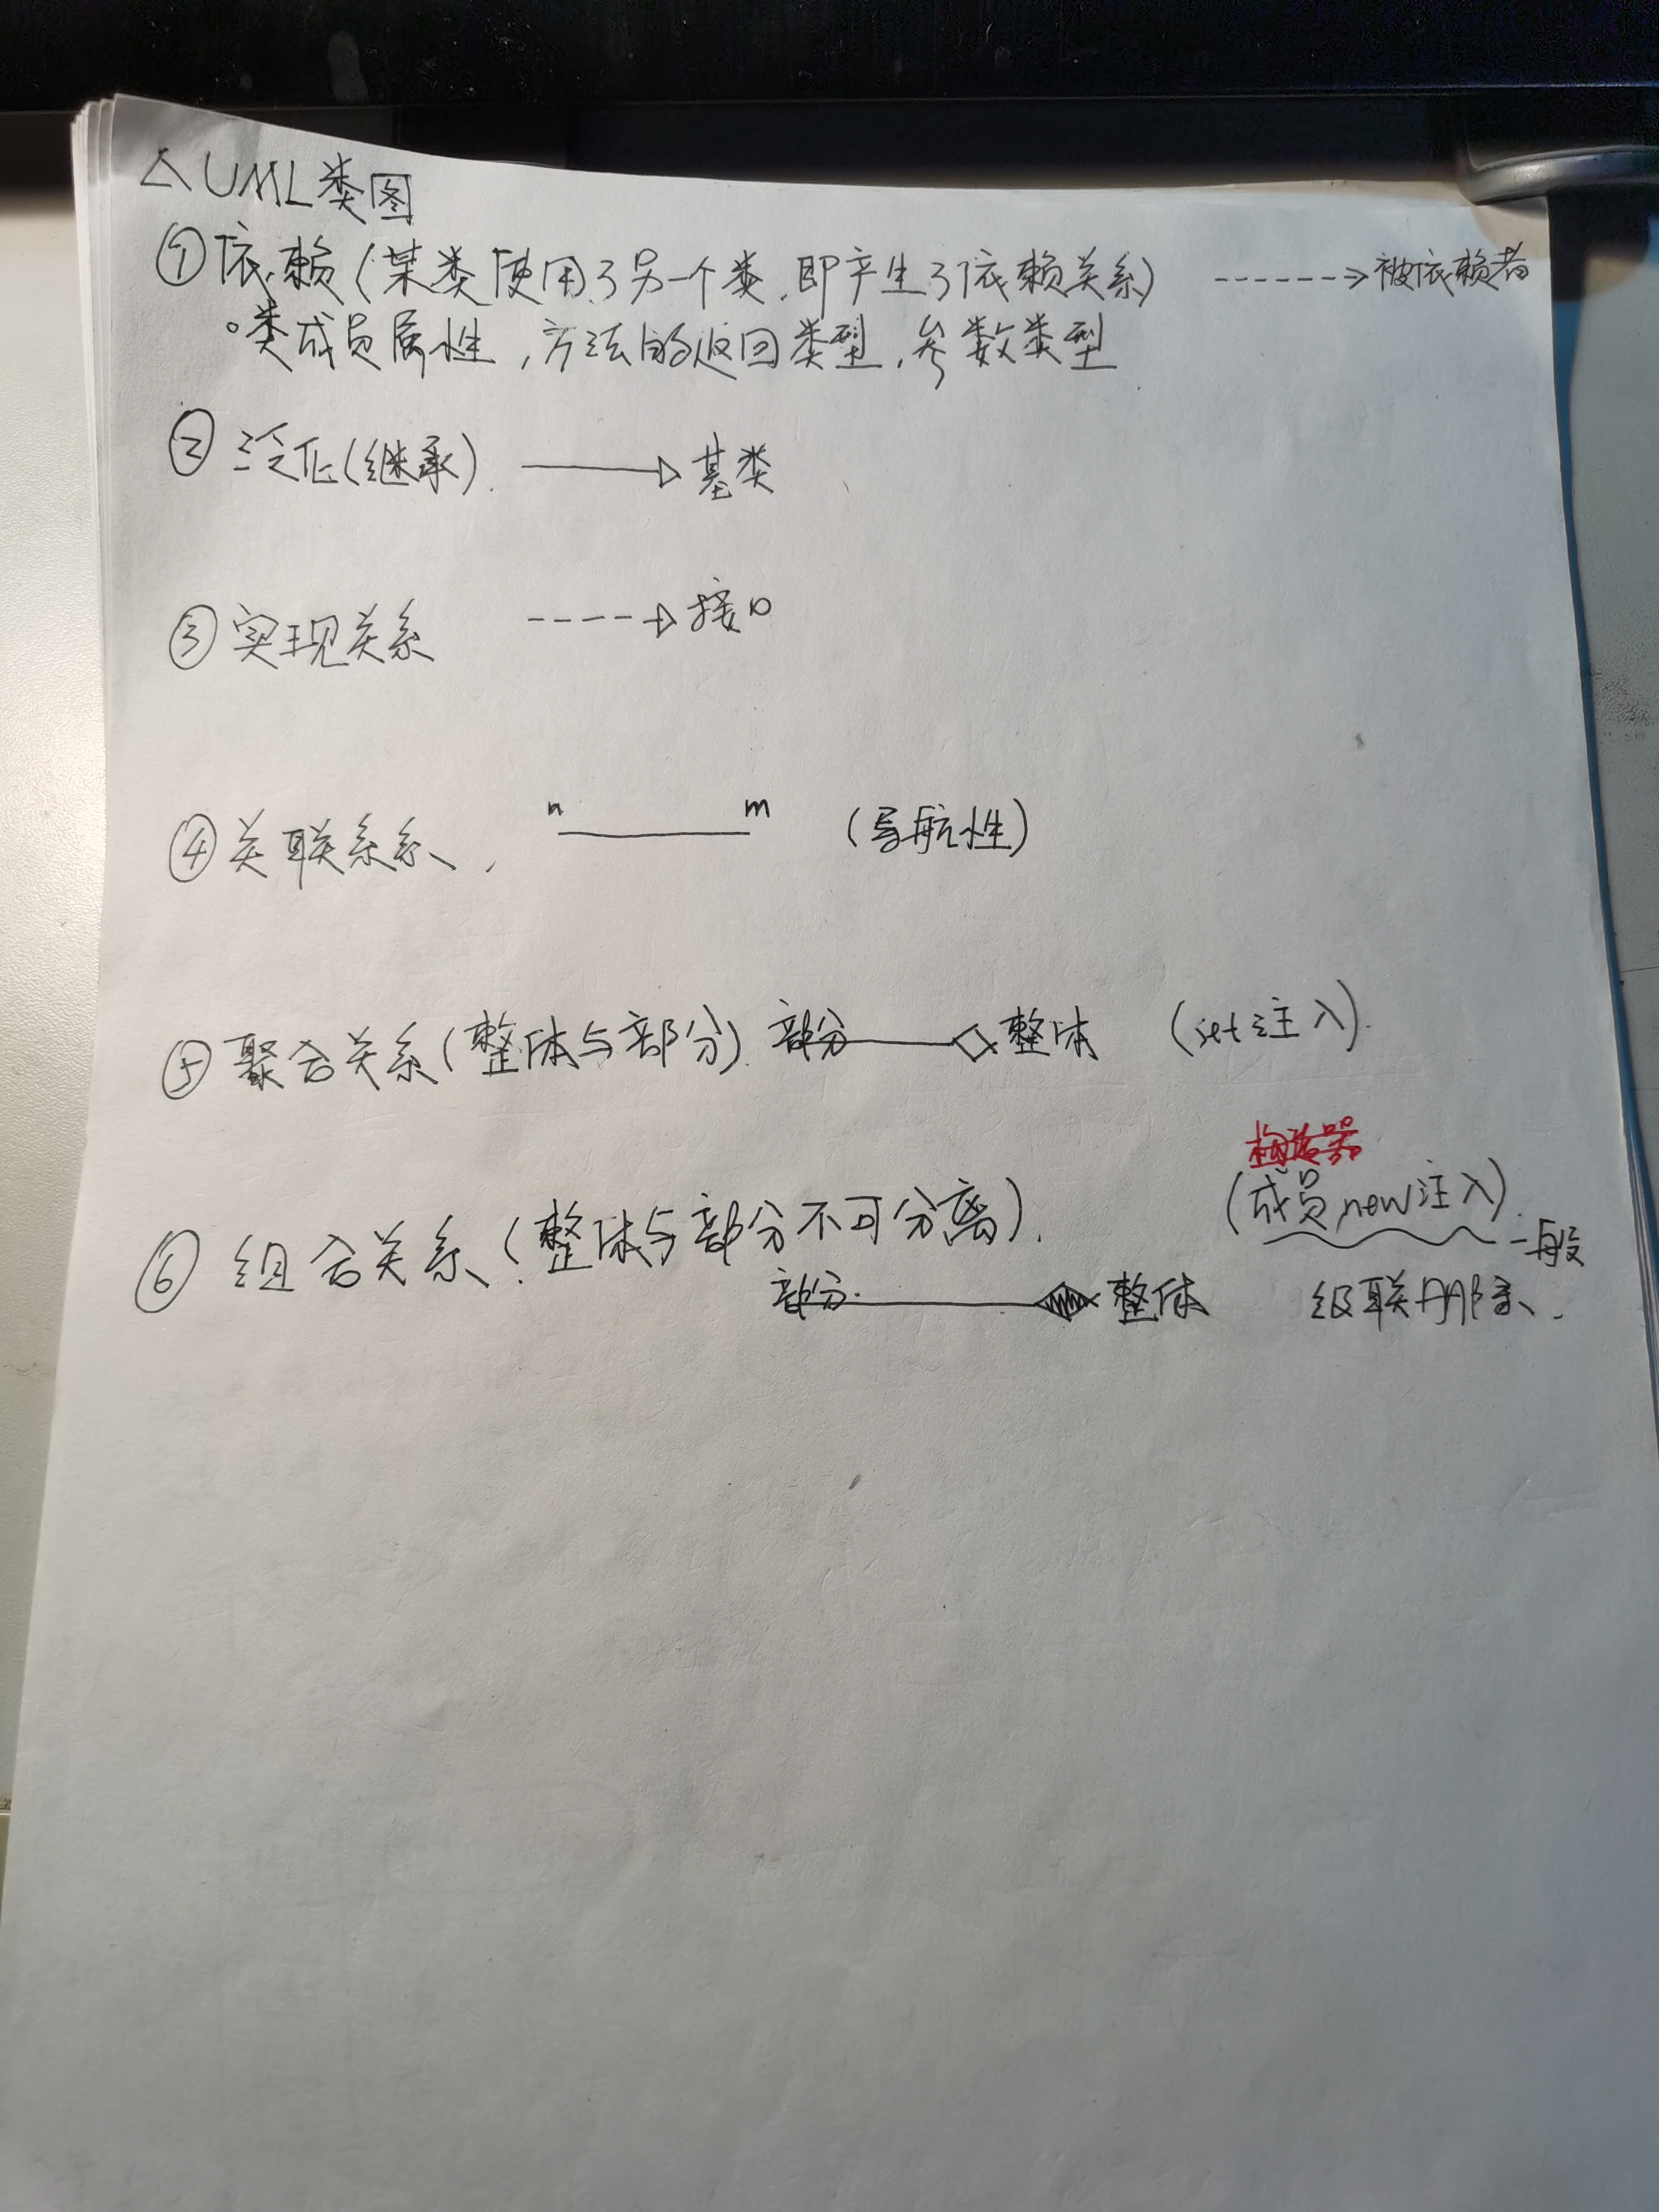 △ UML类图
① 依赖(某类使用了另一个类,即产生了依赖关系) ------> 被依赖者
。类成员属性,方法的返回类型,参数类型
② 泛化(继承). ——▷ 基类
③ 实现关系 ----▷ 接口
④ 关联系系、 n —— m (导航性)
⑤ 聚合关系(整体与部分). 部分 ——◇ 整体 (set注入).
构造器
⑥ 组合关系(整体与部分不可分离). (成员new注入). 一般
部分. ——◆ 整体 级联删除、